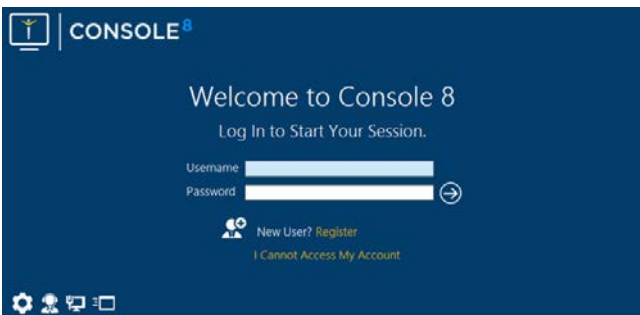 CONSOLE8
Welcome to Console 8
Log In to Start Your Session.
Username
Password
New User? Register
I Cannot Access My Account